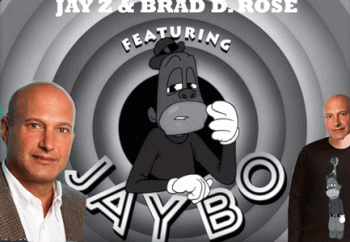 JAY Z & BRAD D. ROSE
FEATURING
JAYBO